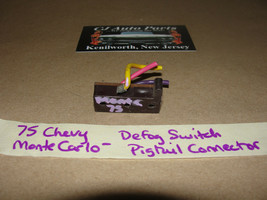 CJ Auto Parts
Kenilworth, New Jersey
MONTE
75
75 Chevy Defog Switch
Monte Carlo - Pigtail Connector